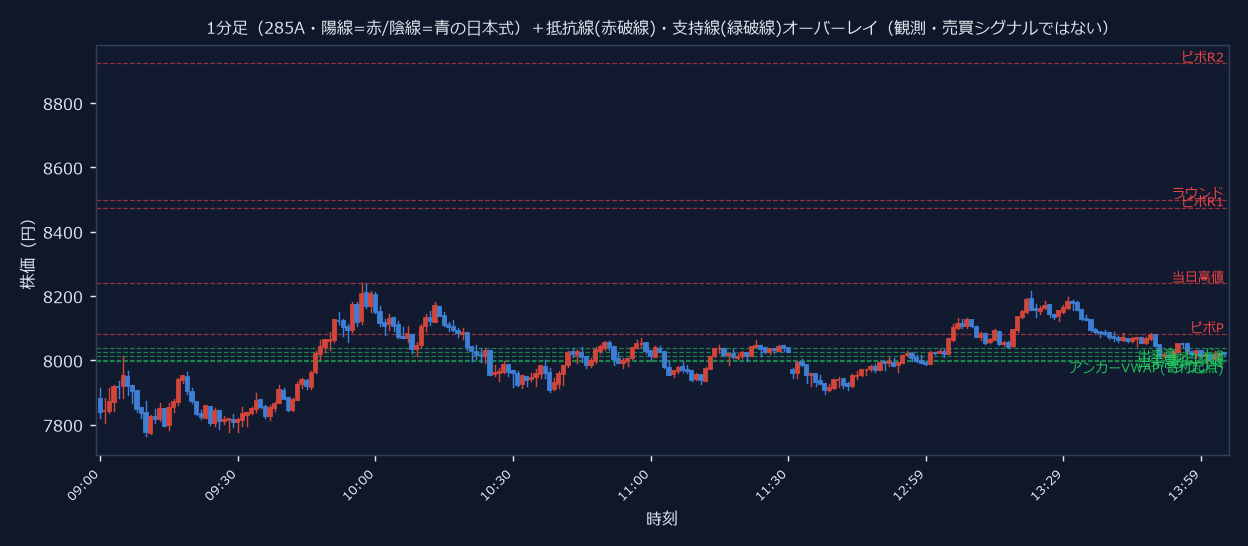 1分足（285A・陽線=赤/陰線=青の日本式）＋抵抗線(赤破線)・支持線(緑破線)オーバーレイ（観測・売買シグナルではない）
ピボR2
8800
8600
ラウンド
ピボR1
8400
当日高値
8200
ピボP
8000
アンカーVWAP(寄付起点)
7800
株価（円）
09:00
09:30
10:00
10:30
11:00
11:30
12:59
13:29
13:59
時刻